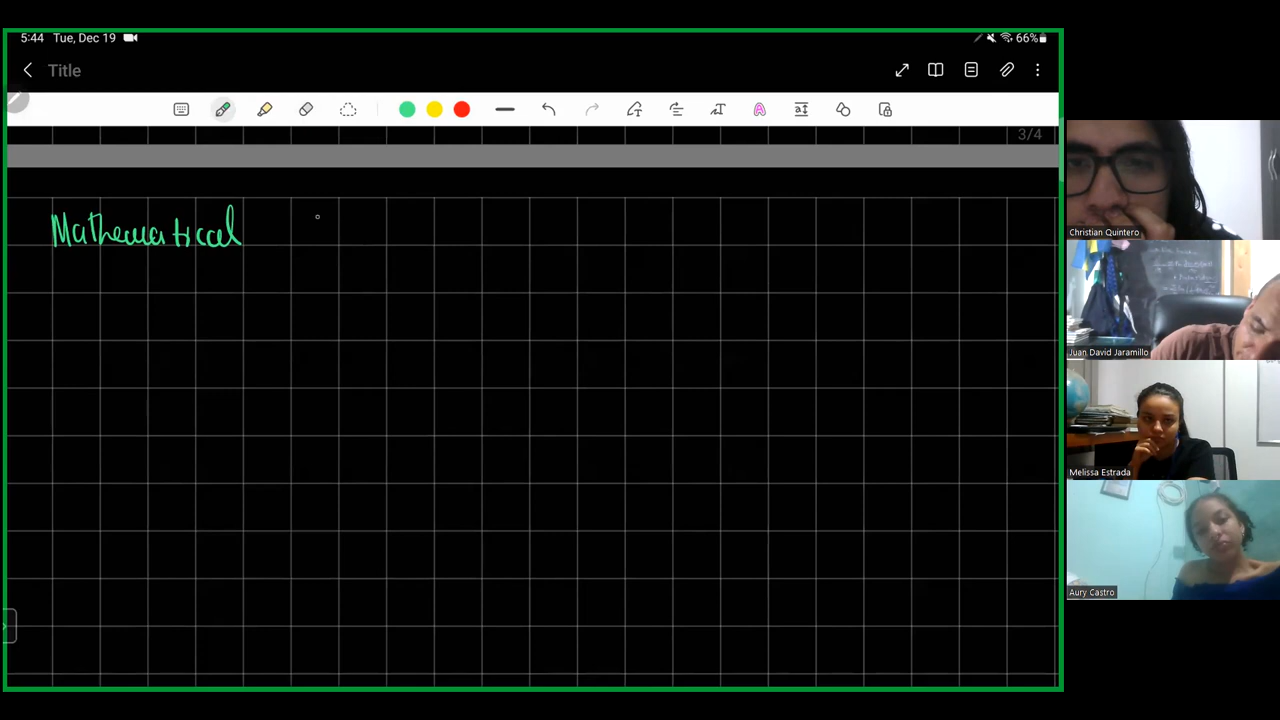 5:44 Tue, Dec 19
66%
Title
3/4
Mathematical
Christian Quintero
Juan David Jaramillo
Melissa Estrada
Aury Castro